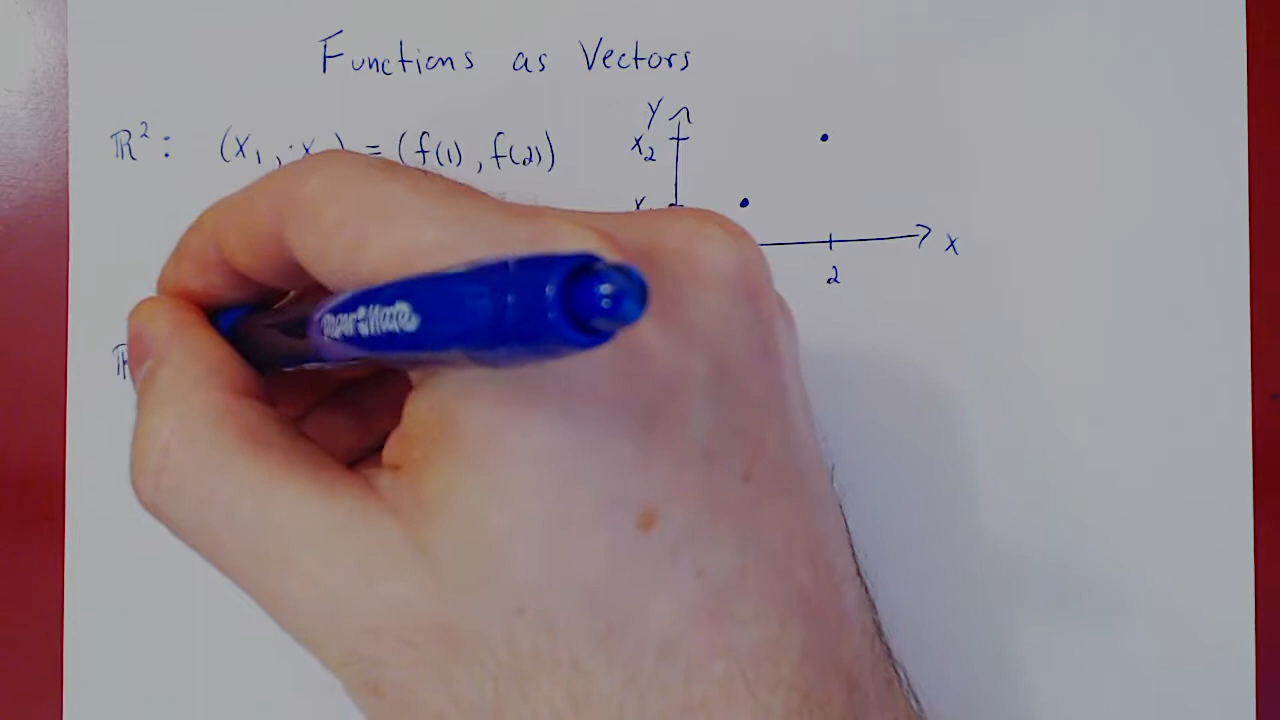 Functions as Vectors
ℝ²: (x₁, x₂) = (f(1), f(2))
y
x₂
x
2
PaperMate